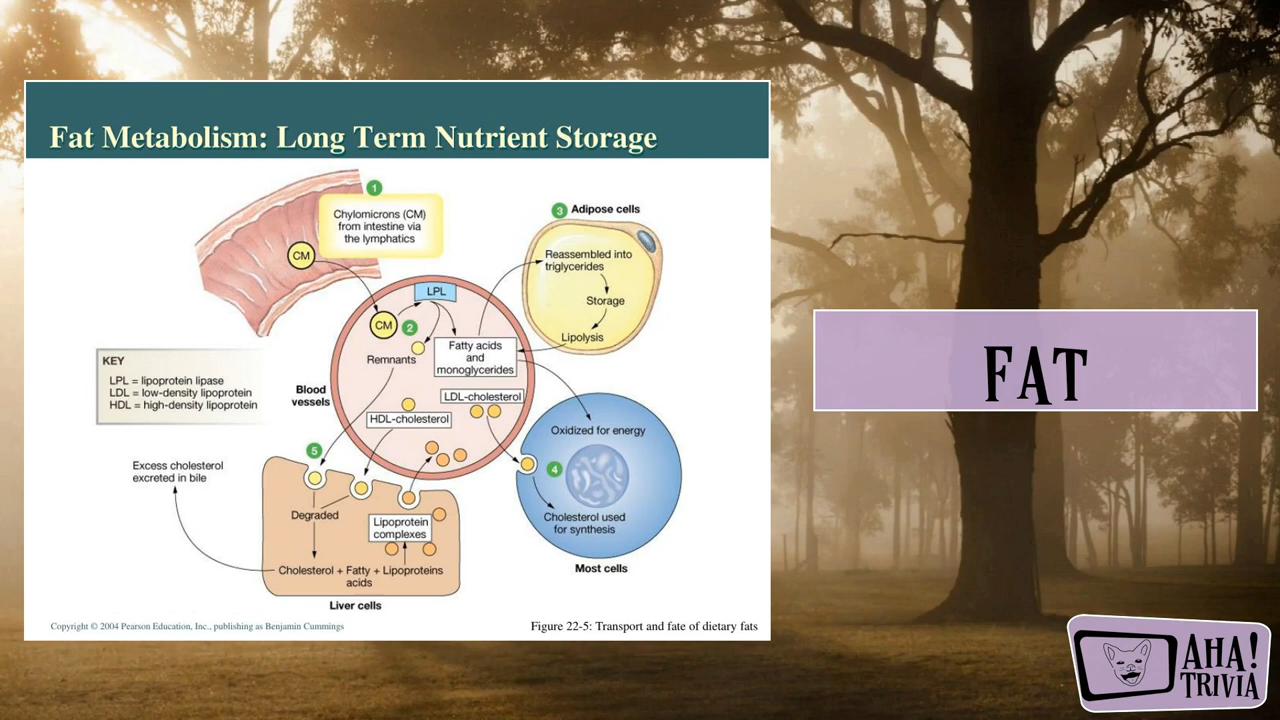 Fat Metabolism: Long Term Nutrient Storage
1
Chylomicrons (CM)
from intestine via
the lymphatics
CM
3 Adipose cells
Reassembled into
triglycerides
Storage
Lipolysis
LPL
CM
2
Remnants
Fatty acids
and
monoglycerides
KEY
LPL = lipoprotein lipase
LDL = low-density lipoprotein
HDL = high-density lipoprotein
Blood
vessels
LDL-cholesterol
HDL-cholesterol
Oxidized for energy
4
Cholesterol used
for synthesis
Most cells
5
Excess cholesterol
excreted in bile
Degraded
Lipoprotein
complexes
Cholesterol + Fatty + Lipoproteins
acids
Liver cells
Copyright © 2004 Pearson Education, Inc., publishing as Benjamin Cummings
Figure 22-5: Transport and fate of dietary fats
FAT
AHA!
TRIVIA